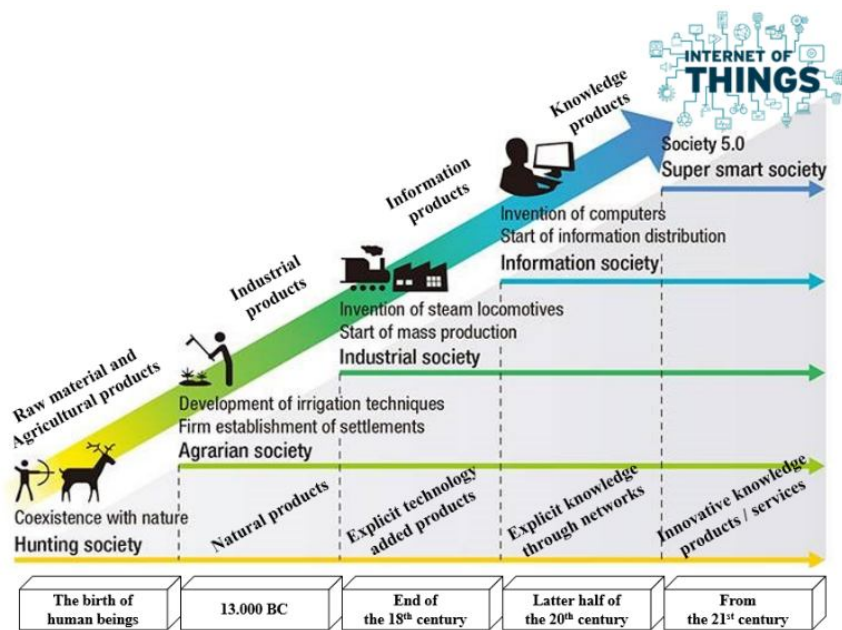 INTERNET OF
THINGS
Knowledge
products
Society 5.0
Super smart society
Information
products
Invention of computers
Start of information distribution
Information society
Industrial
products
Invention of steam locomotives
Start of mass production
Industrial society
Raw material and
Agricultural products
Development of irrigation techniques
Firm establishment of settlements
Agrarian society
Coexistence with nature
Hunting society
Natural products
Explicit technology
added products
Explicit knowledge
through networks
Innovative knowledge
products / services
The birth of
human beings
13.000 BC
End of
the 18th century
Latter half of
the 20th century
From
the 21st century